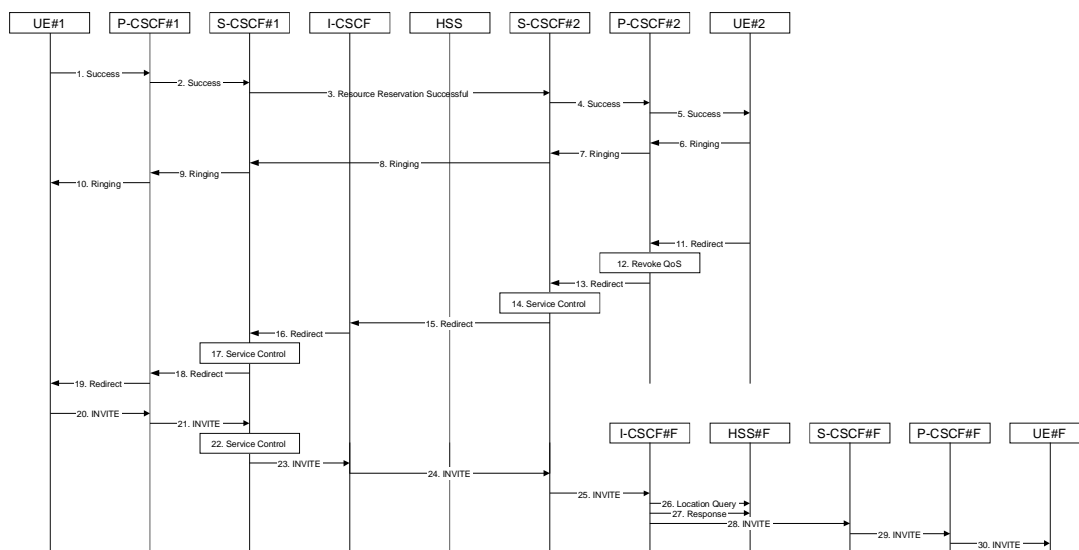 UE#1
P-CSCF#1
S-CSCF#1
I-CSCF
HSS
S-CSCF#2
P-CSCF#2
UE#2
1. Success
2. Success
3. Resource Reservation Successful
4. Success
5. Success
6. Ringing
7. Ringing
8. Ringing
9. Ringing
10. Ringing
11. Redirect
12. Revoke QoS
13. Redirect
14. Service Control
15. Redirect
16. Redirect
17. Service Control
18. Redirect
19. Redirect
20. INVITE
21. INVITE
I-CSCF#F
HSS#F
S-CSCF#F
P-CSCF#F
UE#F
22. Service Control
23. INVITE
24. INVITE
25. INVITE
26. Location Query
27. Response
28. INVITE
29. INVITE
30. INVITE